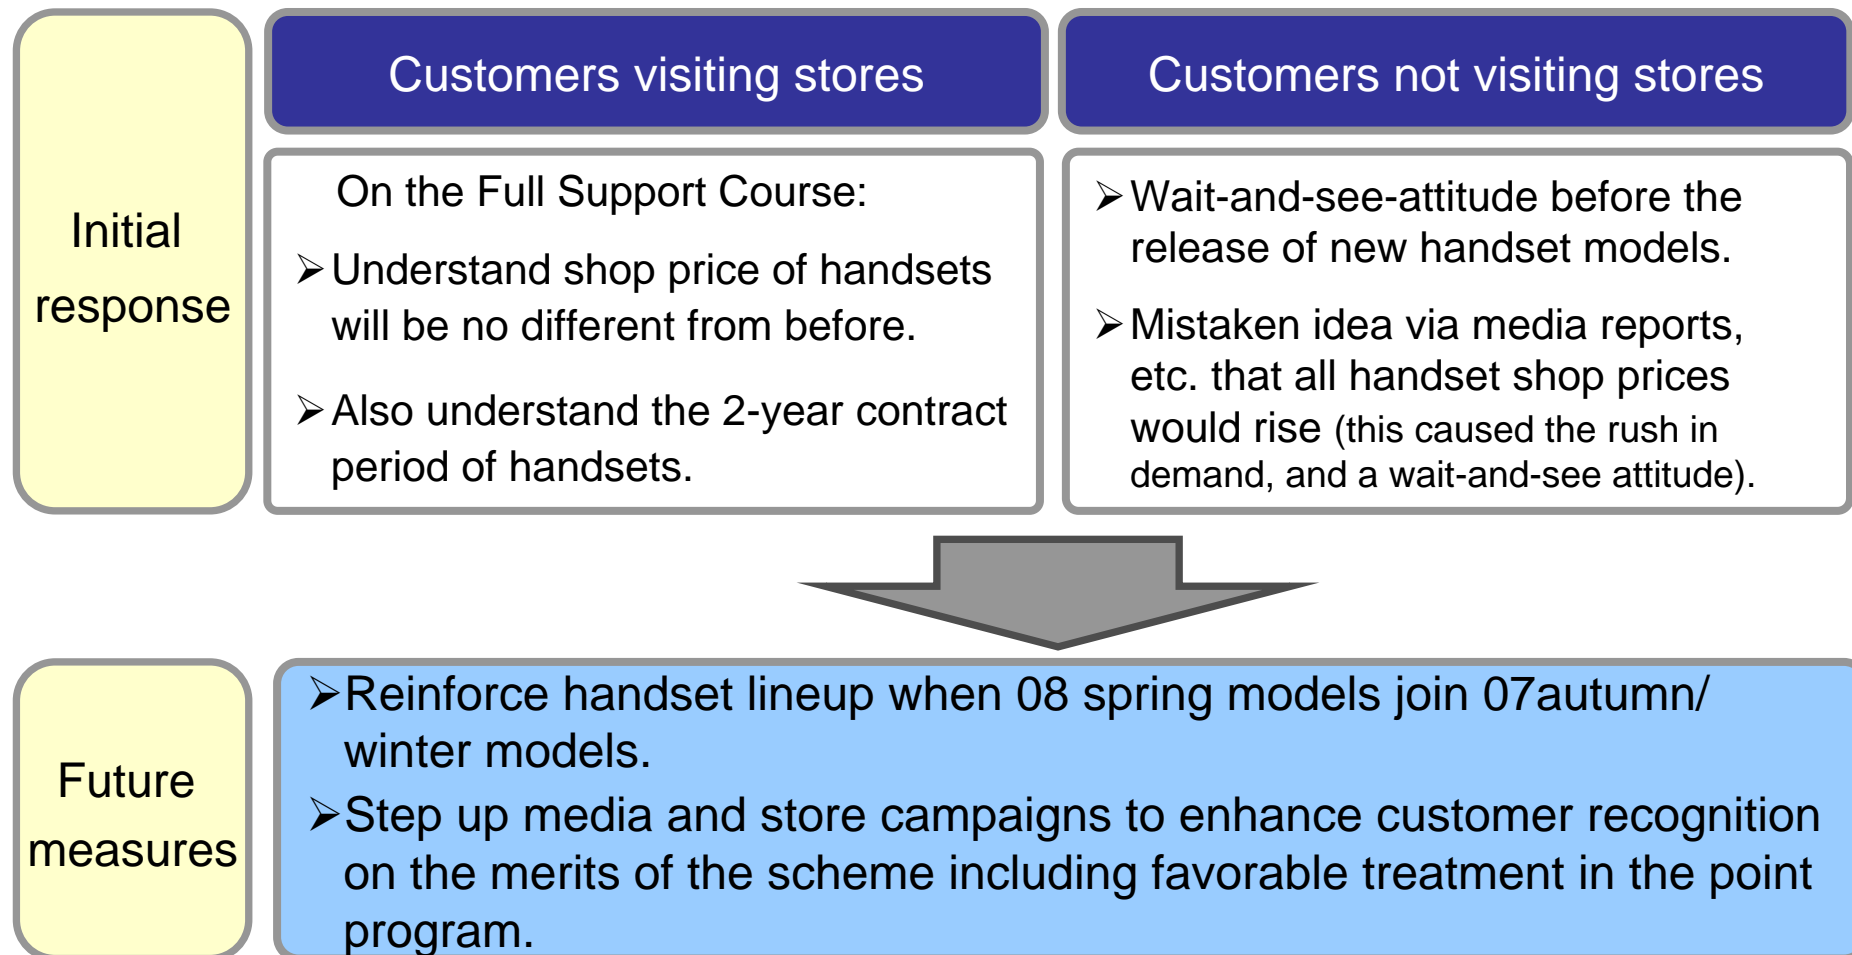 Initial
response
Customers visiting stores
Customers not visiting stores
On the Full Support Course:
➢Understand shop price of handsets
will be no different from before.
➢Also understand the 2-year contract
period of handsets.
➢Wait-and-see-attitude before the
release of new handset models.
➢Mistaken idea via media reports,
etc. that all handset shop prices
would rise (this caused the rush in
demand, and a wait-and-see attitude).
Future
measures
➢Reinforce handset lineup when 08 spring models join 07autumn/
winter models.
➢Step up media and store campaigns to enhance customer recognition
on the merits of the scheme including favorable treatment in the point
program.